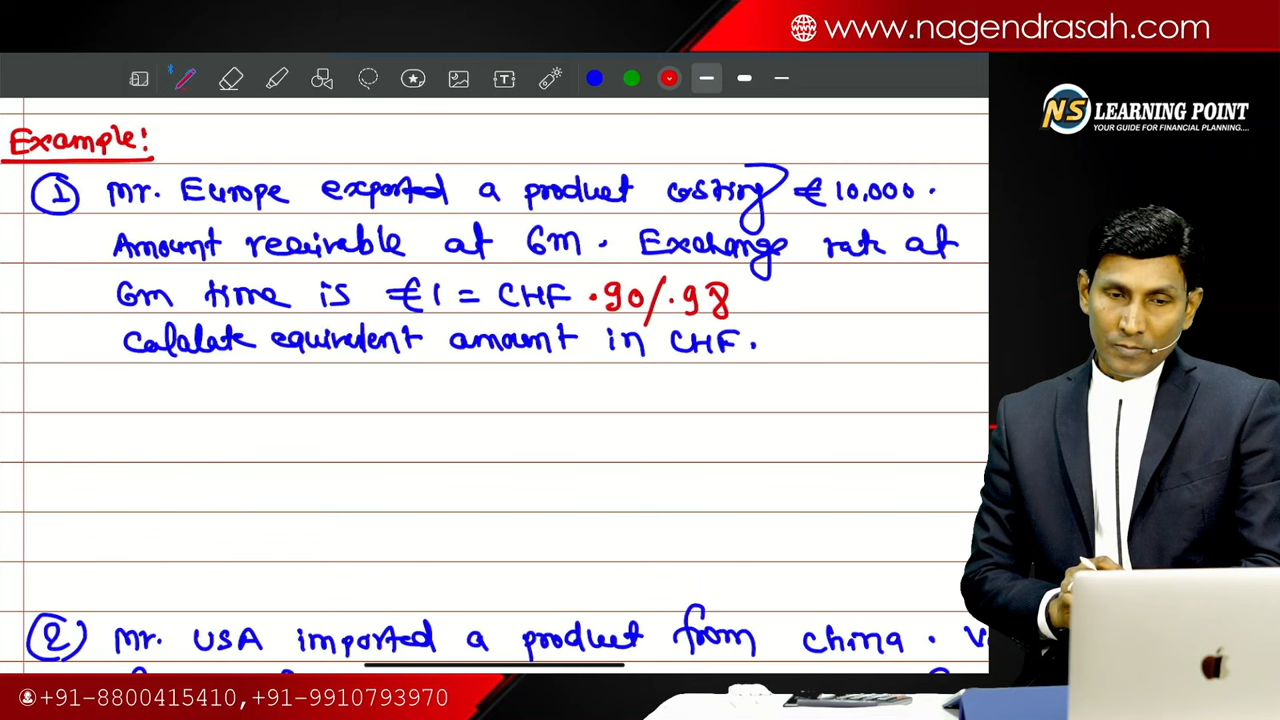 www.nagendrasah.com
NS LEARNING POINT
YOUR GUIDE FOR FINANCIAL PLANNING....
Example:
① Mr. Europe exported a product costing € 10,000.
Amount receivable at 6m. Exchange rate at
6m time is €1 = CHF .90/.98
Calalate equivalent amount in CHF.
② Mr. USA imported a product from China.
+91-8800415410,+91-9910793970